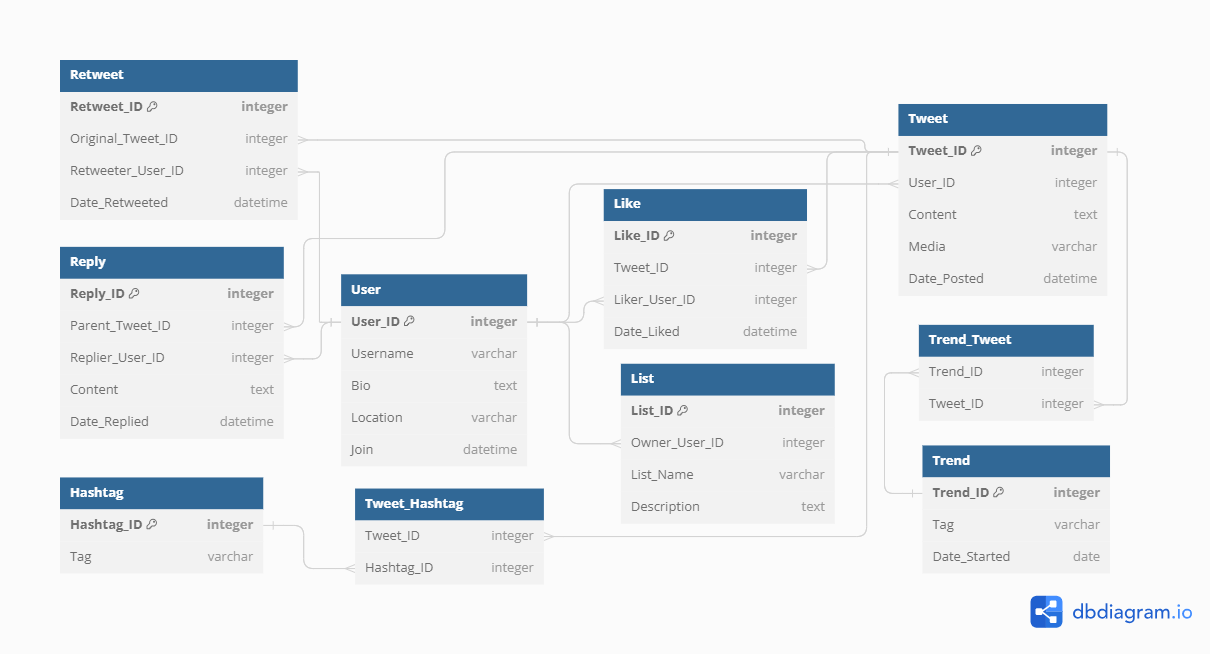 Retweet
Retweet_ID integer
Original_Tweet_ID integer
Retweeter_User_ID integer
Date_Retweeted datetime
Reply
Reply_ID integer
Parent_Tweet_ID integer
Replier_User_ID integer
Content text
Date_Replied datetime
Hashtag
Hashtag_ID integer
Tag varchar
User
User_ID integer
Username varchar
Bio text
Location varchar
Join datetime
Tweet_Hashtag
Tweet_ID integer
Hashtag_ID integer
Like
Like_ID integer
Tweet_ID integer
Liker_User_ID integer
Date_Liked datetime
List
List_ID integer
Owner_User_ID integer
List_Name varchar
Description text
Tweet
Tweet_ID integer
User_ID integer
Content text
Media varchar
Date_Posted datetime
Trend_Tweet
Trend_ID integer
Tweet_ID integer
Trend
Trend_ID integer
Tag varchar
Date_Started date
dbdiagram.io